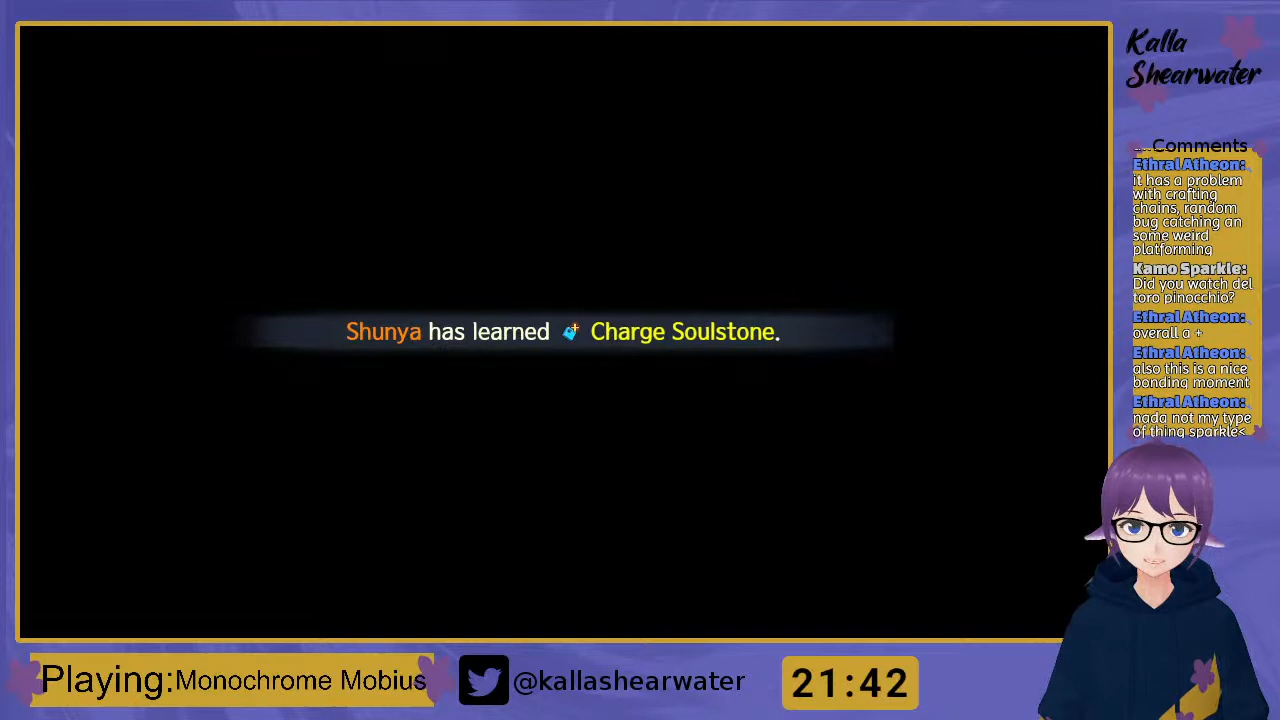 Kalla
Shearwater
Comments
Ethral Atheon:
it has a problem
with crafting
chains, random
bug catching an
some weird
platforming
Kamo Sparkle:
Did you watch del
toro pinocchio?
Ethral Atheon:
overall a +
Ethral Atheon:
also this is a nice
bonding moment
Ethral Atheon:
nada not my type
of thing sparkle<
Shunya has learned Charge Soulstone.
Playing:Monochrome Mobius
@kallashearwater
21:42